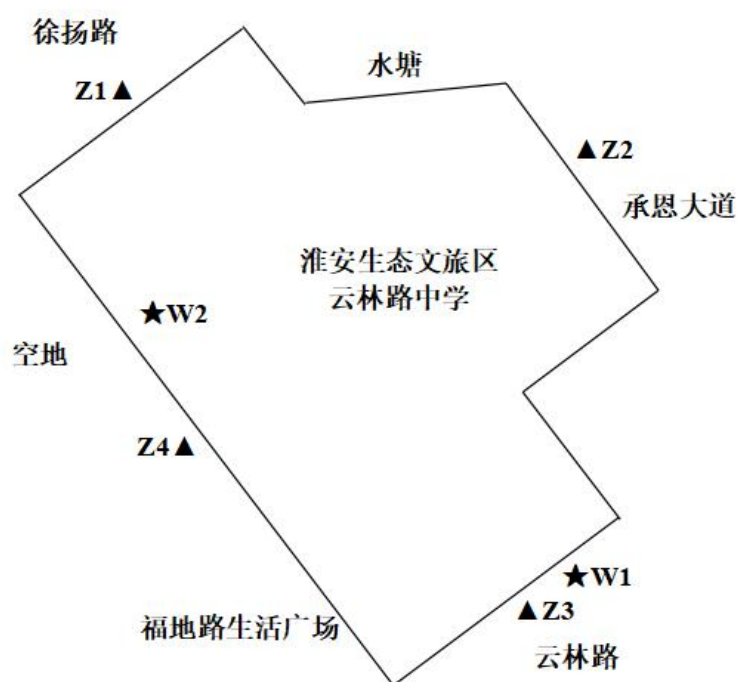 徐扬路
水塘
Z1▲
▲Z2
承恩大道
淮安生态文旅区
云林路中学
★W2
空地
Z4▲
★W1
▲Z3
福地路生活广场
云林路